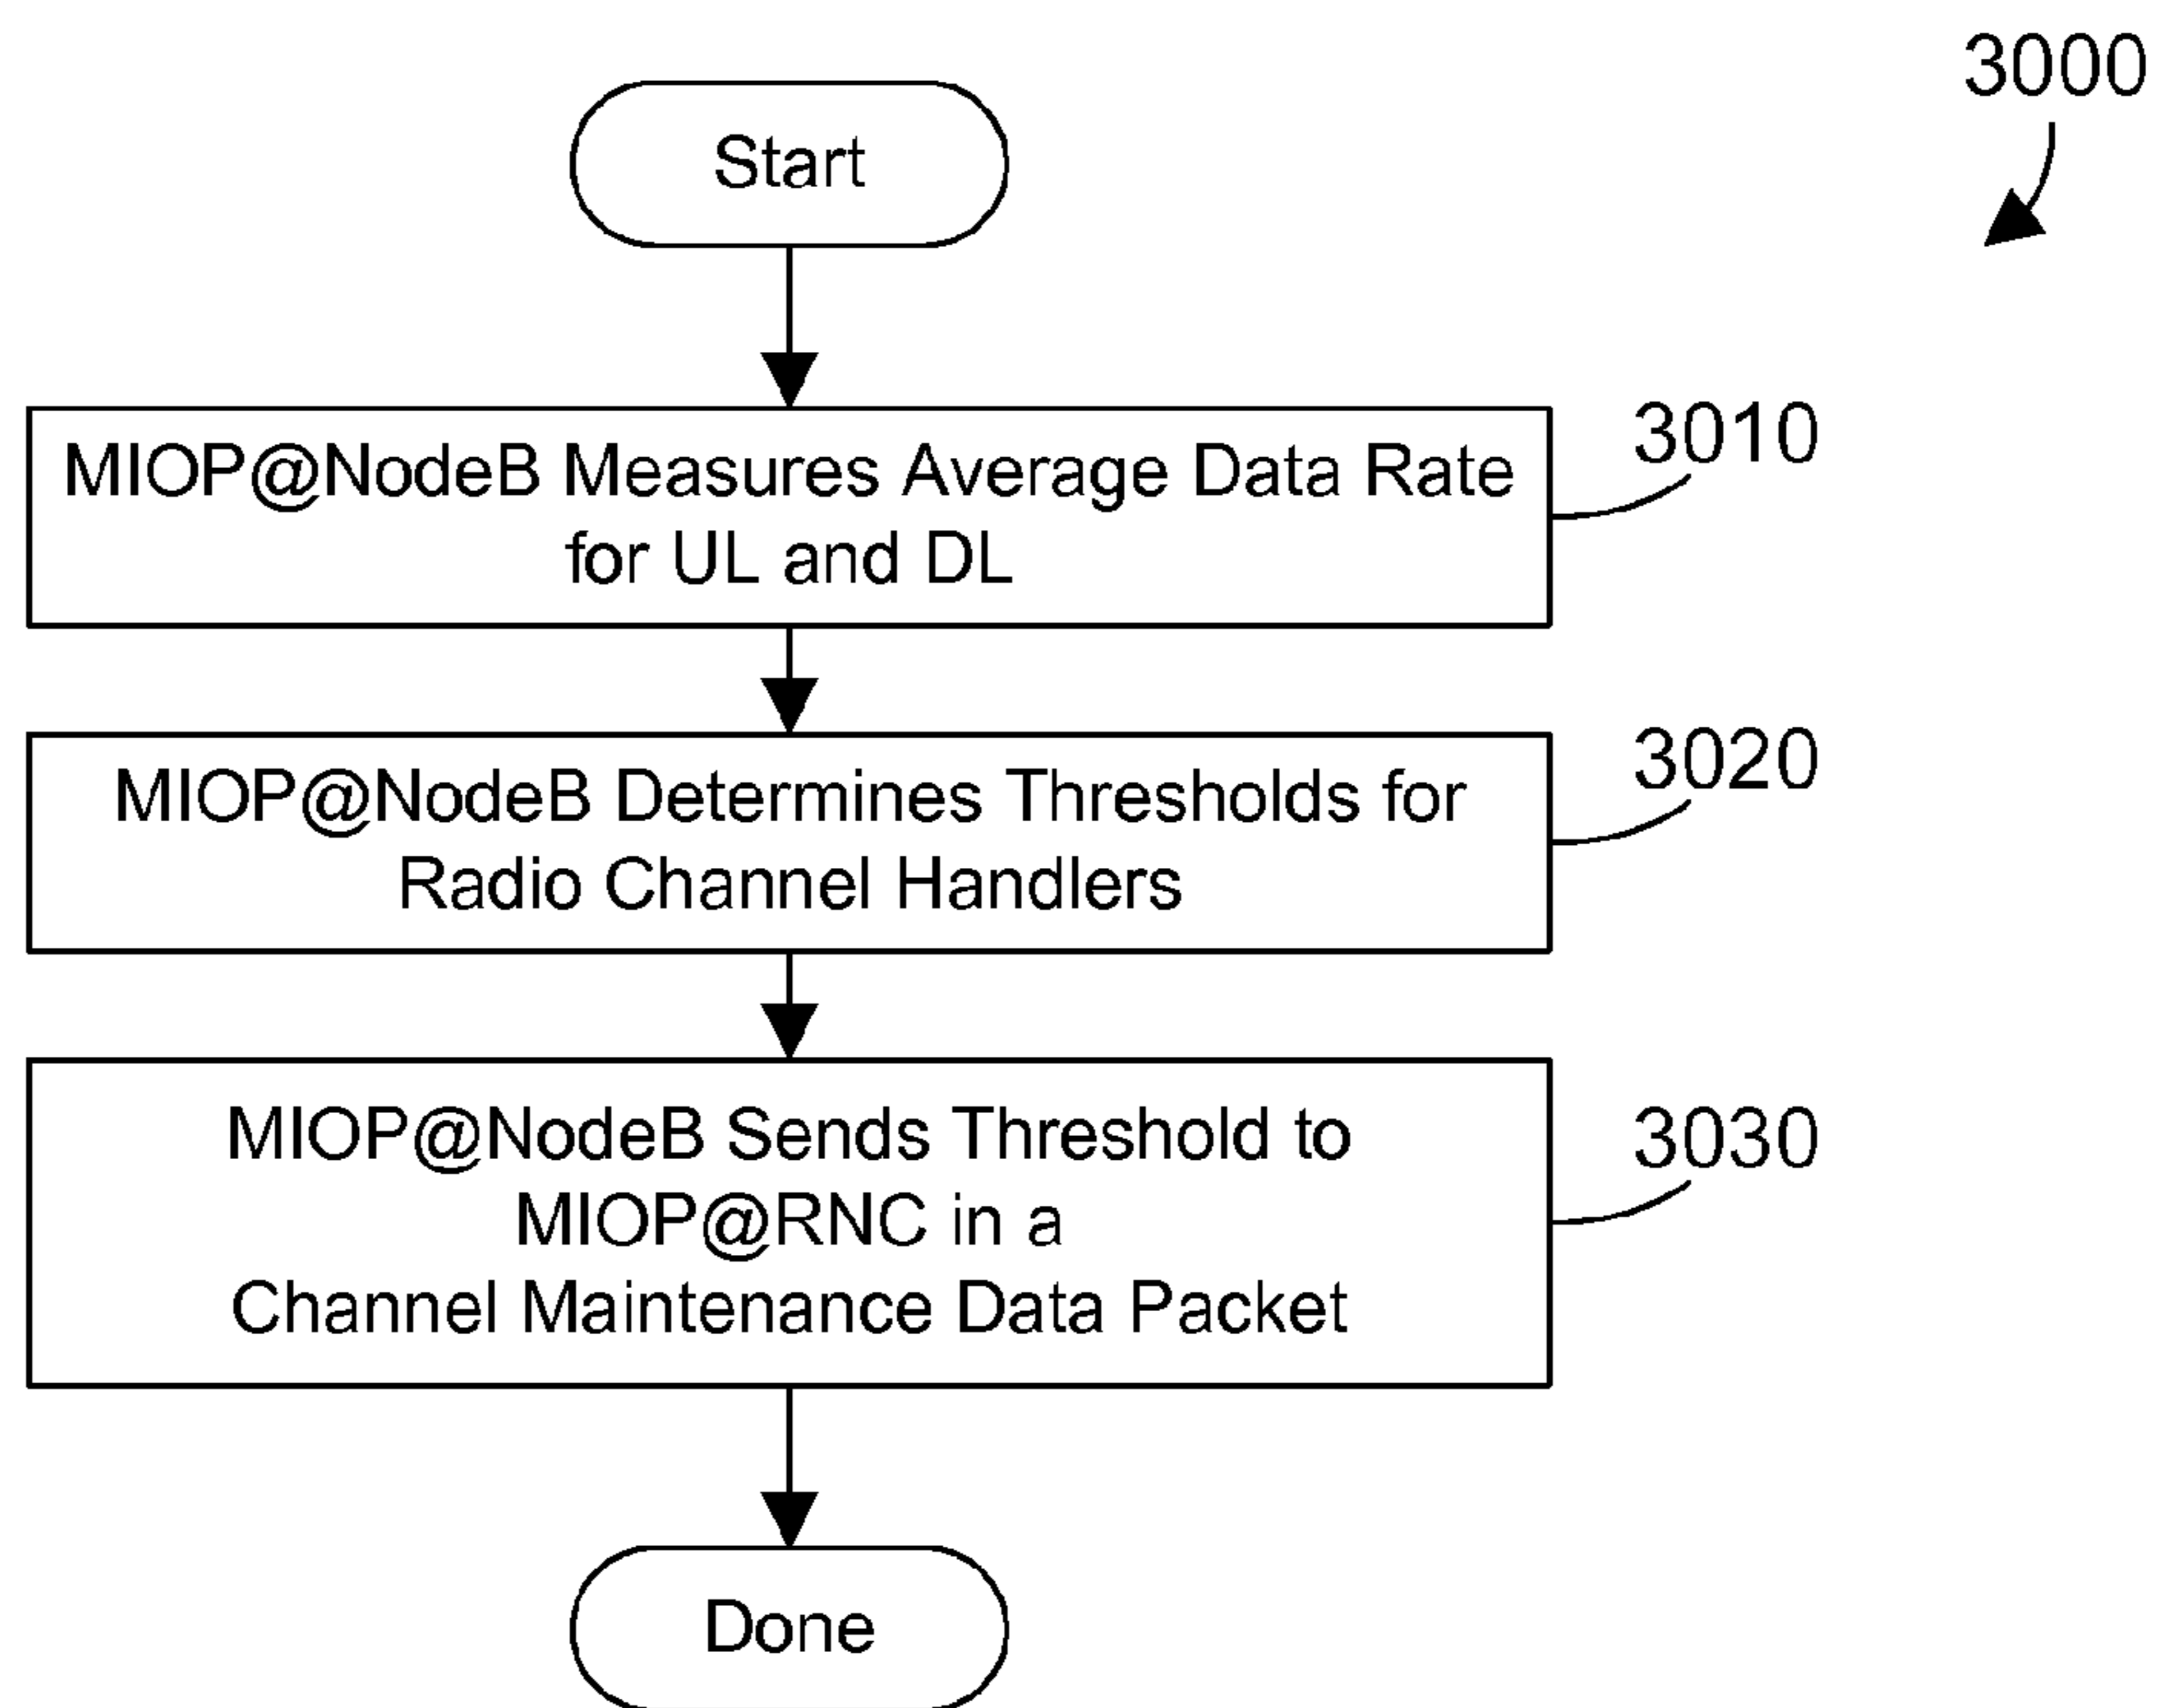 3000
Start
MIOP@NodeB Measures Average Data Rate
for UL and DL
3010
MIOP@NodeB Determines Thresholds for
Radio Channel Handlers
3020
MIOP@NodeB Sends Threshold to
MIOP@RNC in a
Channel Maintenance Data Packet
3030
Done